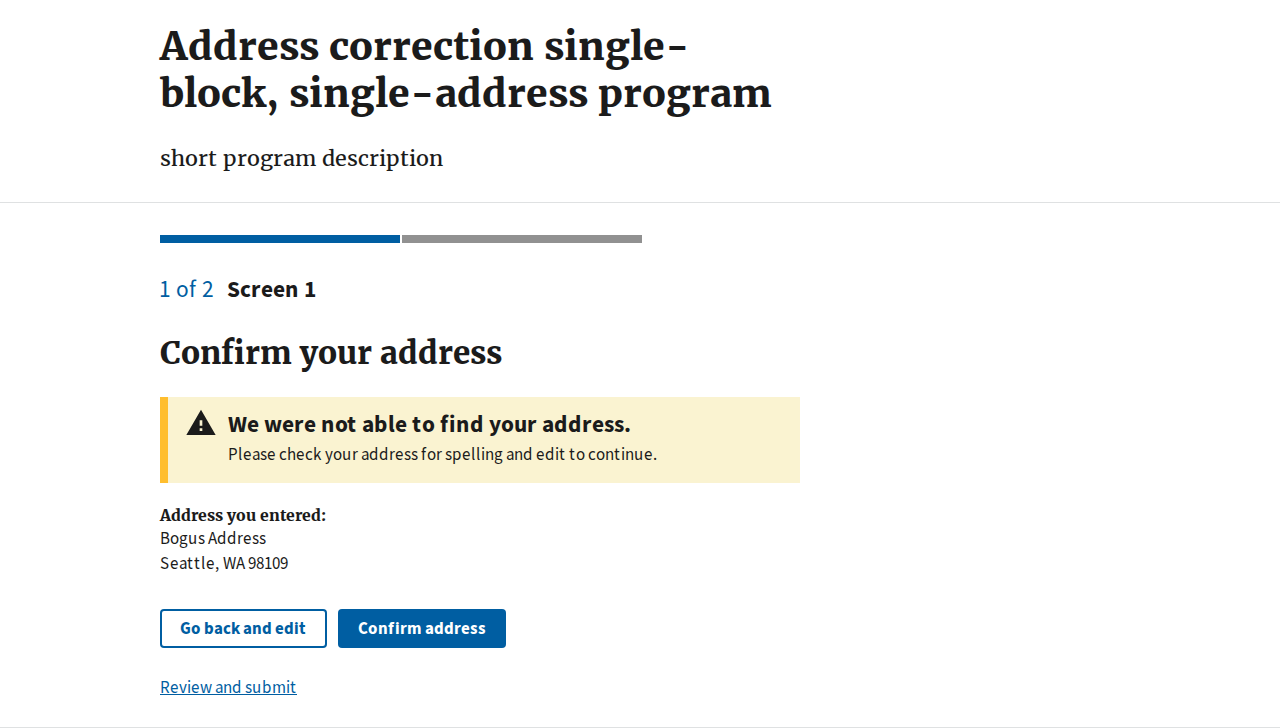 Address correction single-
block, single-address program
short program description
1 of 2 Screen 1
Confirm your address
We were not able to find your address.
Please check your address for spelling and edit to continue.
Address you entered:
Bogus Address
Seattle, WA 98109
Go back and edit Confirm address
Review and submit